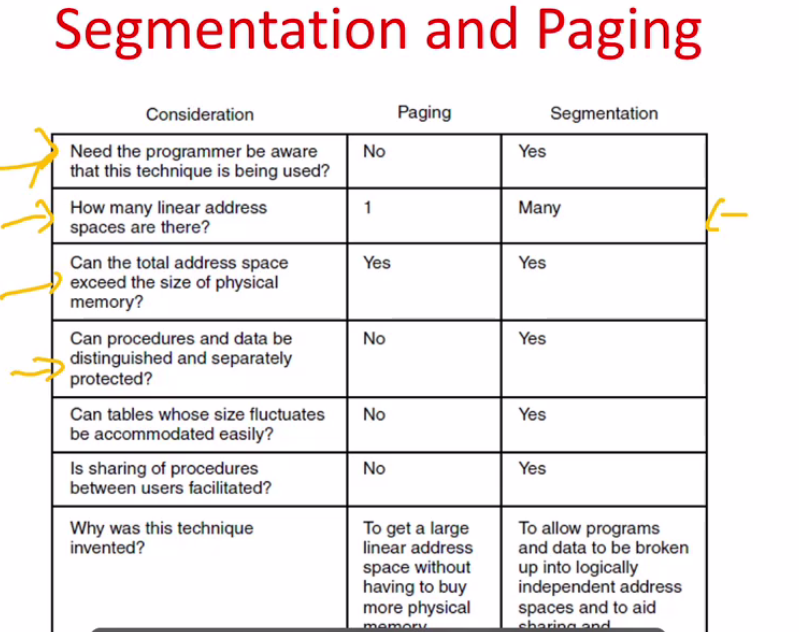 Segmentation and Paging
Consideration Paging Segmentation
Need the programmer be aware No Yes
that this technique is being used?
How many linear address 1 Many
spaces are there?
Can the total address space Yes Yes
exceed the size of physical
memory?
Can procedures and data be No Yes
distinguished and separately
protected?
Can tables whose size fluctuates No Yes
be accommodated easily?
Is sharing of procedures No Yes
between users facilitated?
Why was this technique To get a large To allow programs
invented? linear address and data to be broken
space without up into logically
having to buy independent address
more physical spaces and to aid
memory sharing and